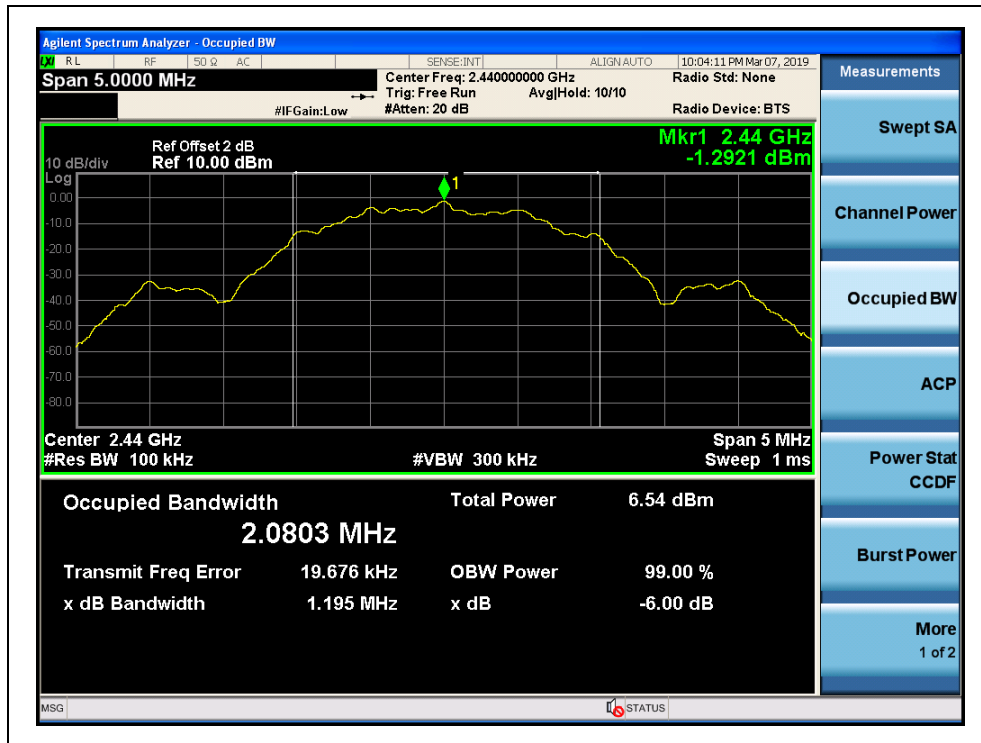 Agilent Spectrum Analyzer - Occupied BW
LXI RL RF 50 Ω AC SENSE:INT ALIGN AUTO 10:04:11 PM Mar 07, 2019
Span 5.0000 MHz
Center Freq: 2.440000000 GHz Radio Std: None
Trig: Free Run Avg|Hold: 10/10
#IFGain:Low #Atten: 20 dB Radio Device: BTS
Ref Offset 2 dB Mkr1 2.44 GHz
10 dB/div Ref 10.00 dBm -1.2921 dBm
Log
1
0.00
-10.0
-20.0
-30.0
-40.0
-50.0
-60.0
-70.0
-80.0
Center 2.44 GHz Span 5 MHz
#Res BW 100 kHz #VBW 300 kHz Sweep 1 ms
Occupied Bandwidth Total Power 6.54 dBm
2.0803 MHz
Transmit Freq Error 19.676 kHz OBW Power 99.00 %
x dB Bandwidth 1.195 MHz x dB -6.00 dB
MSG STATUS
Measurements
Swept SA
Channel Power
Occupied BW
ACP
Power Stat
CCDF
Burst Power
More
1 of 2